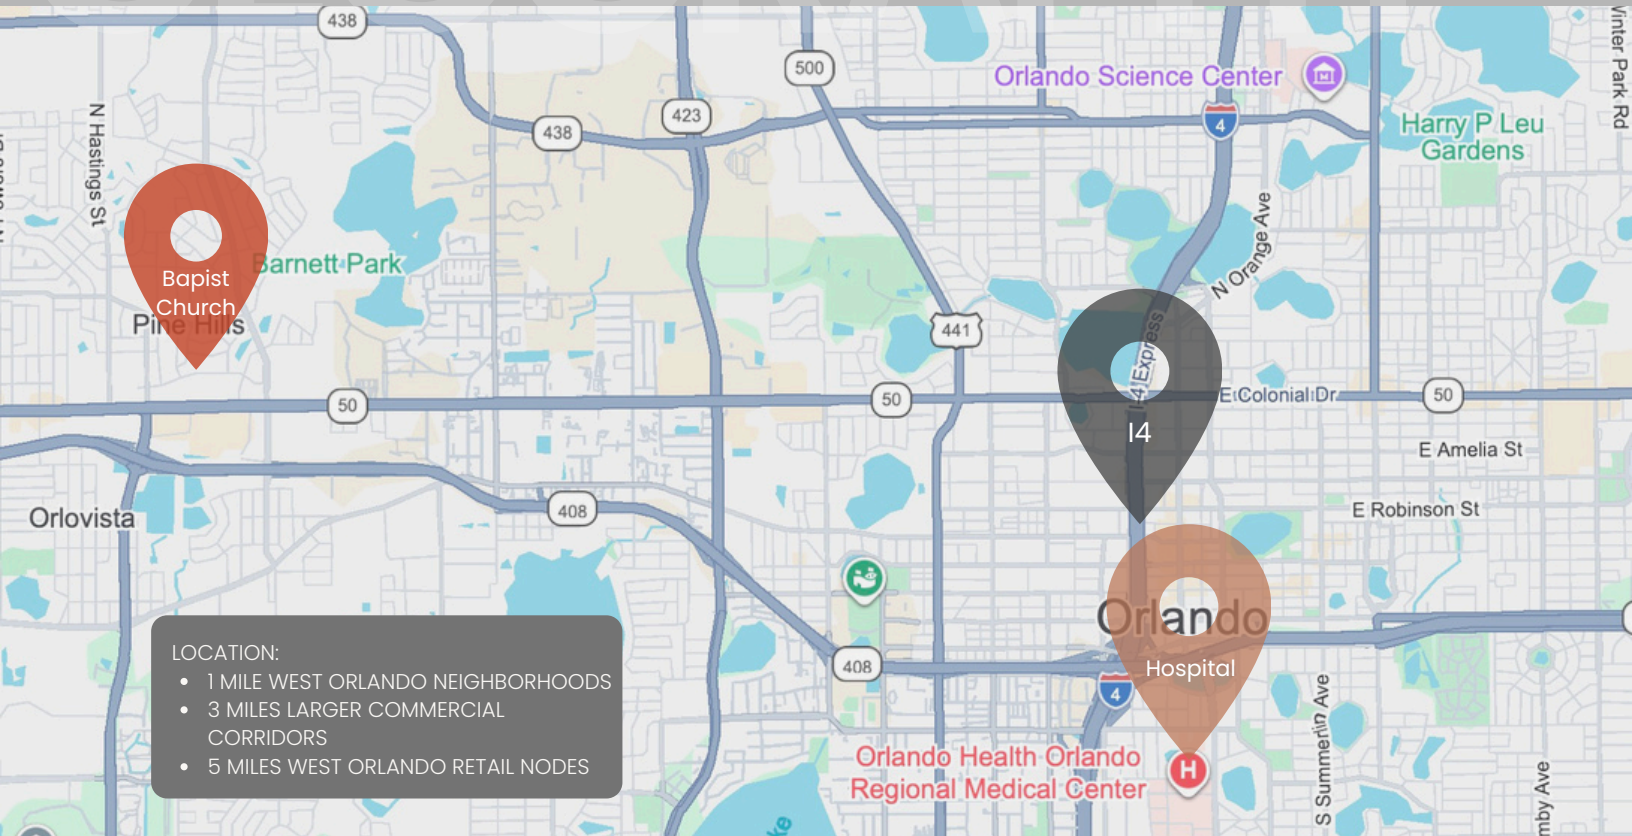 438
500
Orlando Science Center
423
4
438
N Hastings St
Harry P Leu
Gardens
Barnett Park
N Orange Ave
Bapist
Church
Pine Hills
441
I-4 Express
50
50
E Colonial Dr
50
I4
E Amelia St
408
E Robinson St
Orlovista
Orlando
408
Hospital
4
LOCATION:
• 1 MILE WEST ORLANDO NEIGHBORHOODS
• 3 MILES LARGER COMMERCIAL
CORRIDORS
• 5 MILES WEST ORLANDO RETAIL NODES
Orlando Health Orlando
Regional Medical Center
H
S Summerlin Ave